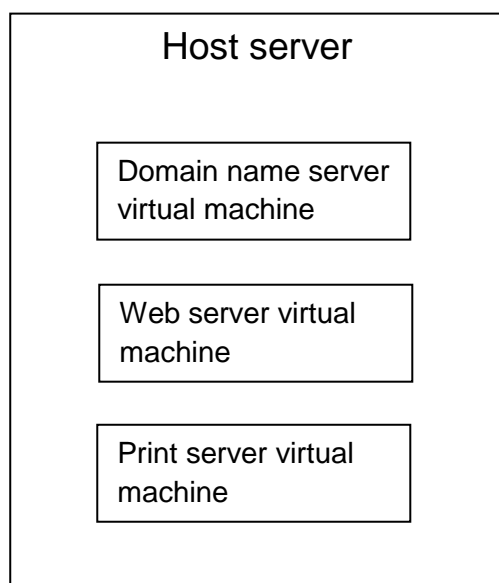 Host server
Domain name server
virtual machine
Web server virtual
machine
Print server virtual
machine